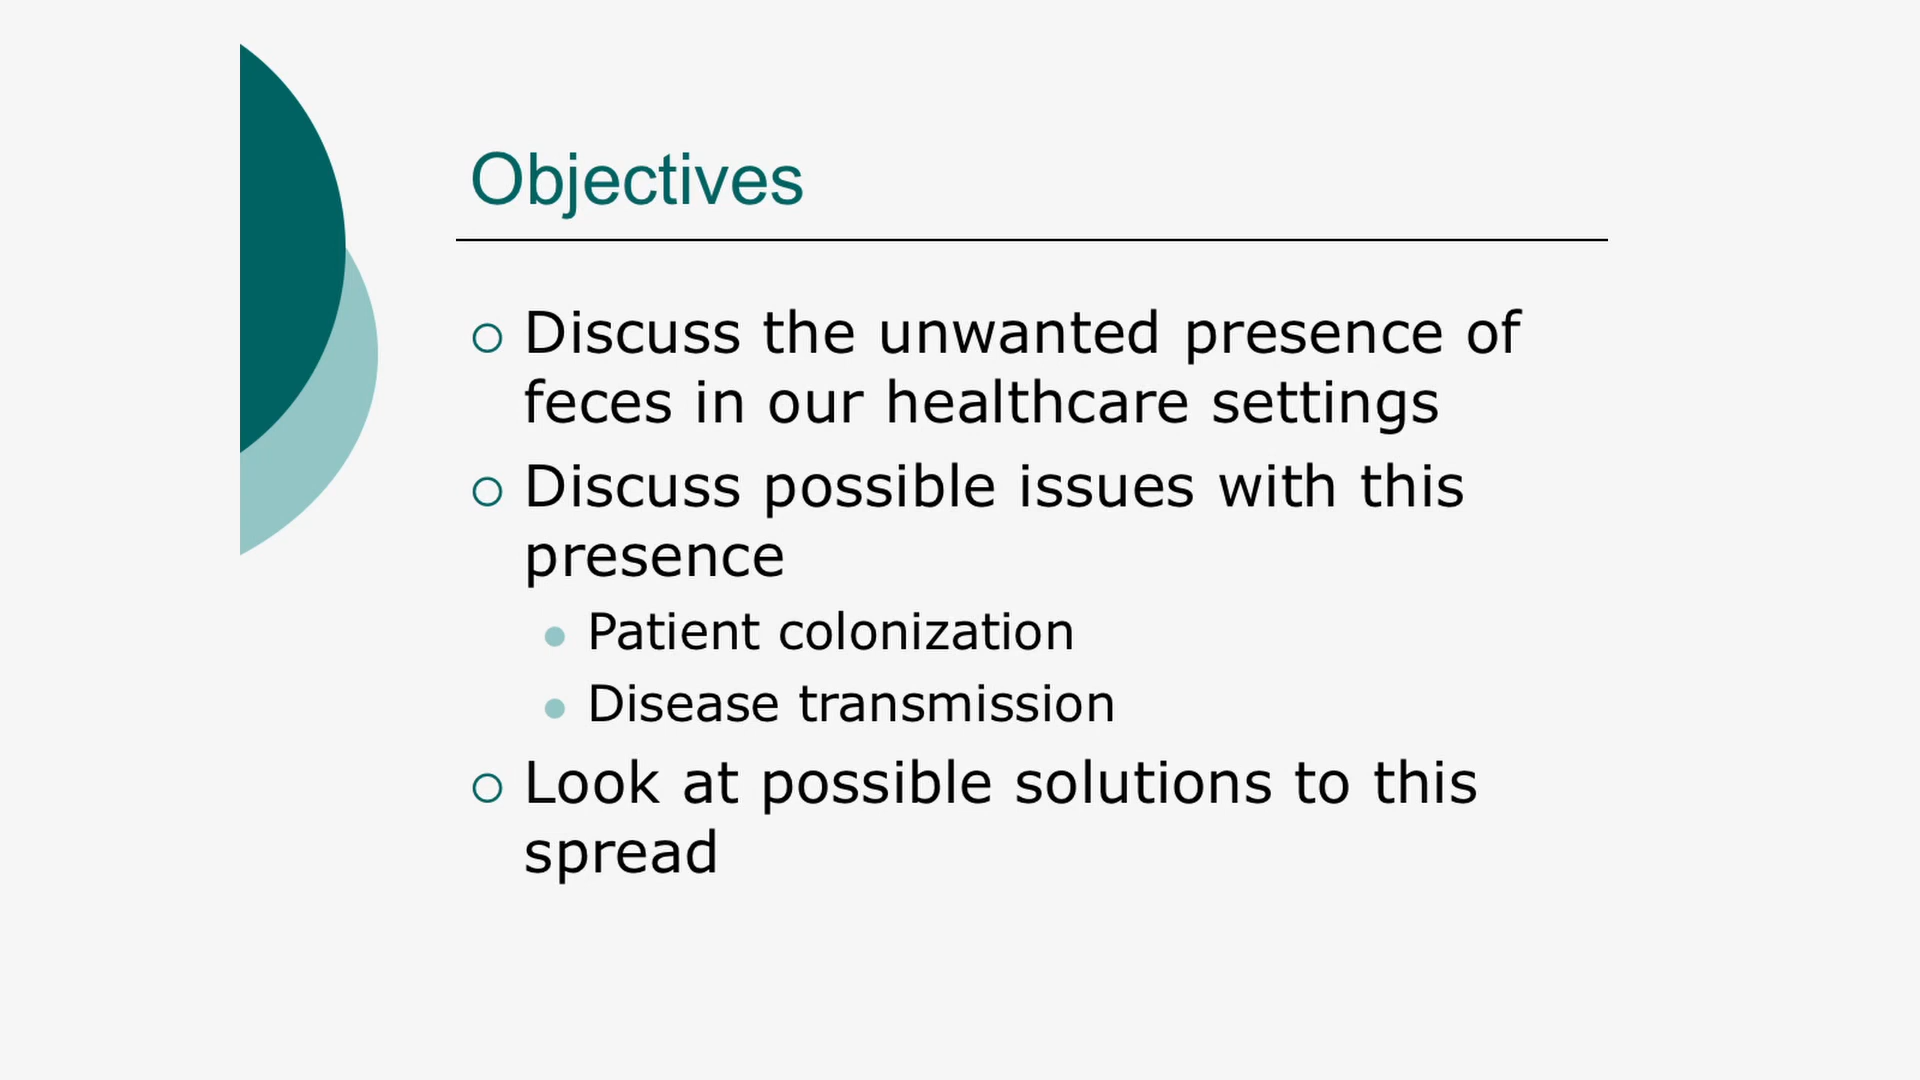 Objectives
Discuss the unwanted presence of
feces in our healthcare settings
Discuss possible issues with this
presence
Patient colonization
Disease transmission
Look at possible solutions to this
spread